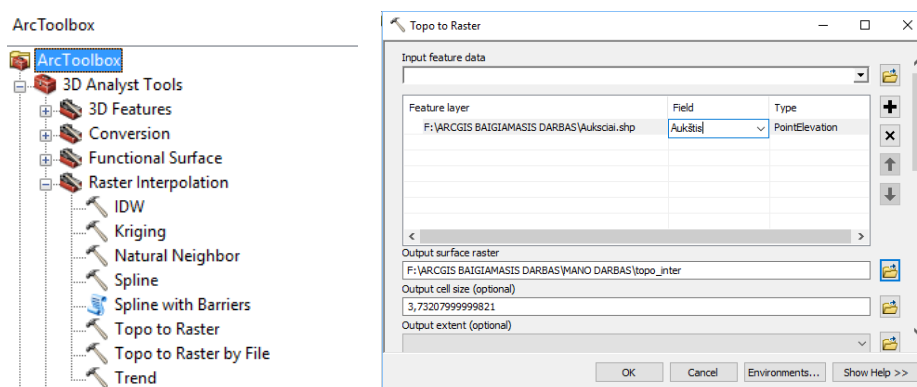 ArcToolbox
ArcToolbox
3D Analyst Tools
3D Features
Conversion
Functional Surface
Raster Interpolation
IDW
Kriging
Natural Neighbor
Spline
Spline with Barriers
Topo to Raster
Topo to Raster by File
Trend
Topo to Raster
Input feature data
Feature layer Field Type
F:\ARCGIS BAIGIAMASIS DARBAS\Auksciai.shp Aukštis PointElevation
Output surface raster
F:\ARCGIS BAIGIAMASIS DARBAS\MANO DARBAS\topo_inter
Output cell size (optional)
3,73207999999821
Output extent (optional)
OK Cancel Environments... Show Help >>